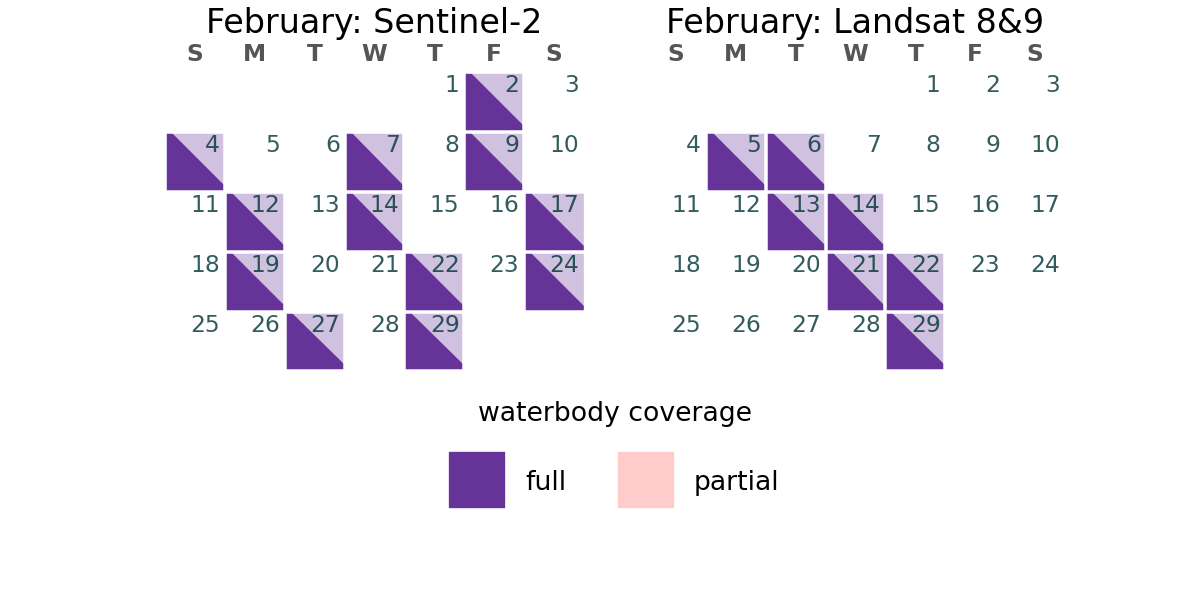 February: Sentinel-2
S M T W T F S
1 2 3
4 5 6 7 8 9 10
11 12 13 14 15 16 17
18 19 20 21 22 23 24
25 26 27 28 29
February: Landsat 8&9
S M T W T F S
1 2 3
4 5 6 7 8 9 10
11 12 13 14 15 16 17
18 19 20 21 22 23 24
25 26 27 28 29
waterbody coverage
full partial